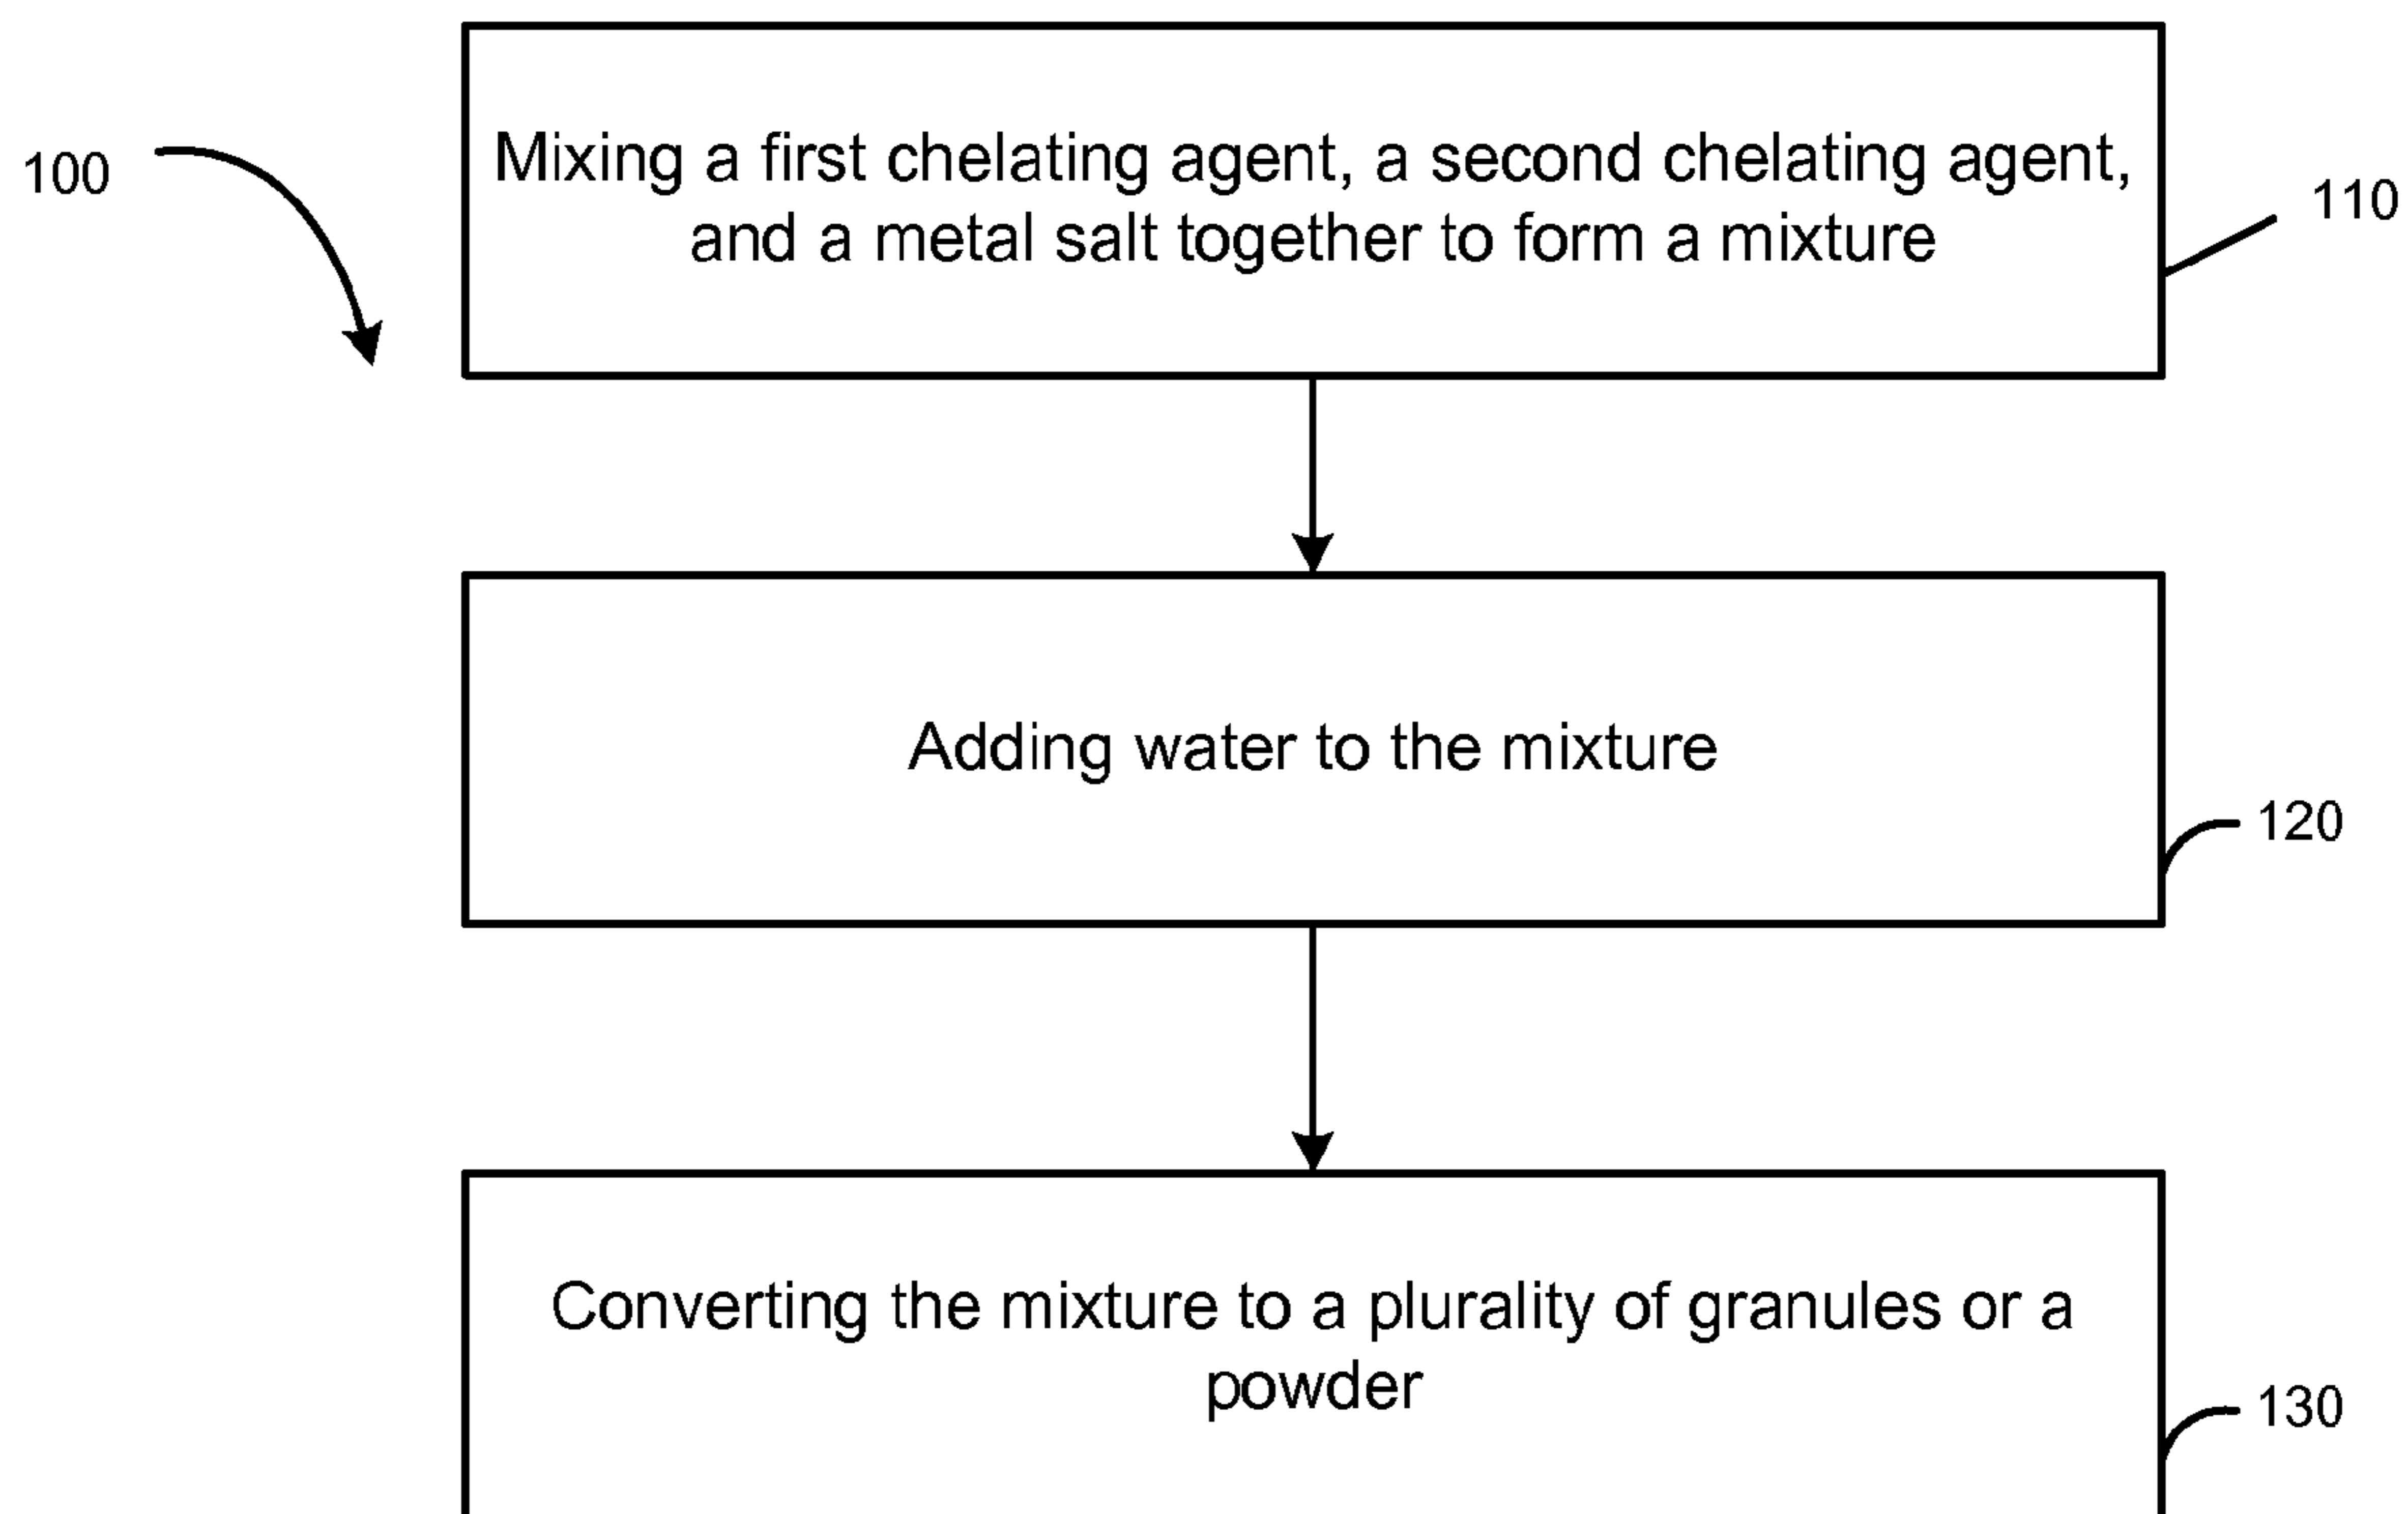 100
Mixing a first chelating agent, a second chelating agent,
and a metal salt together to form a mixture
110
Adding water to the mixture
120
Converting the mixture to a plurality of granules or a
powder
130